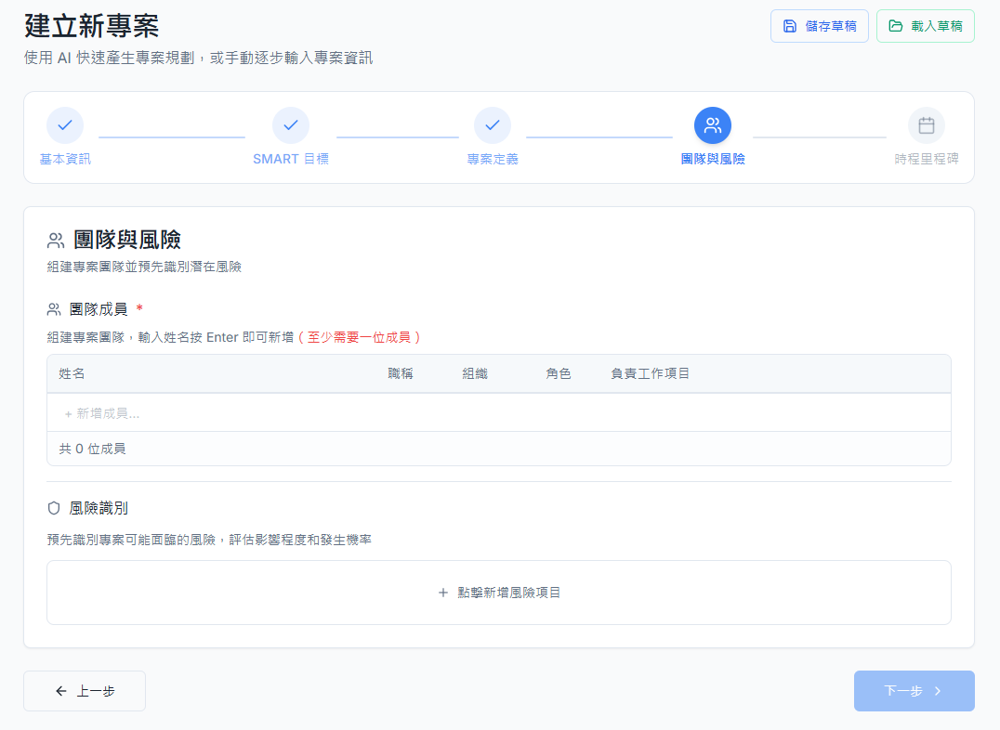 建立新專案
儲存草稿
載入草稿
使用 AI 快速產生專案規劃，或手動逐步輸入專案資訊
基本資訊
SMART 目標
專案定義
團隊與風險
時程里程碑
團隊與風險
組建專案團隊並預先識別潛在風險
團隊成員 *
組建專案團隊，輸入姓名按 Enter 即可新增（至少需要一位成員）
姓名 職稱 組織 角色 負責工作項目
+ 新增成員...
共 0 位成員
風險識別
預先識別專案可能面臨的風險，評估影響程度和發生機率
+ 點擊新增風險項目
← 上一步
下一步 >